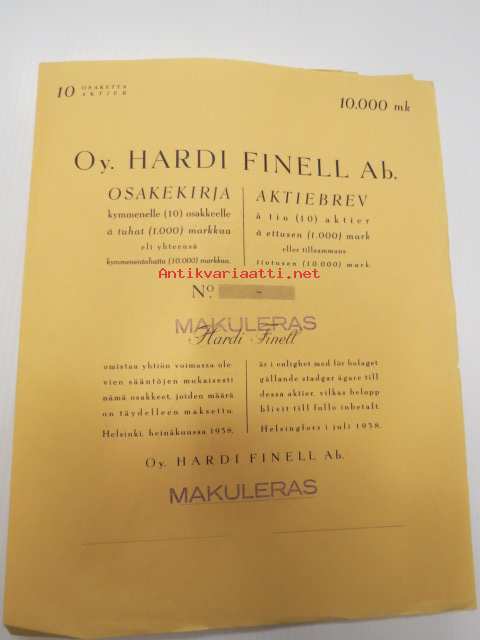 10 OSAKETTA
AKTIER
10.000 mk
Oy. HARDI FINELL Ab.
OSAKEKIRJA
kymmenelle (10) osakkeelle
à tuhat (1.000) markkaa
eli yhteensä
kymmenentuhatta (10.000) markkaa.
AKTIEBREV
å tio (10) aktier
à ettusen (1.000) mark
eller tillsammans
tiotusen (10.000) mark.
Antikvariaatti.net
No. -
MAKULERAS
Hardi Finell
omistaa yhtiön voimassa ole-
vien sääntöjen mukaisesti
nämä osakkeet, joiden määrä
on täydelleen maksettu.
Helsinki, heinäkuussa 1938.
är i enlighet med för bolaget
gällande stadgar ägare till
dessa aktier, vilkas belopp
blivit till fullo inbetalt.
Helsingfors i juli 1938.
Oy. HARDI FINELL Ab.
MAKULERAS